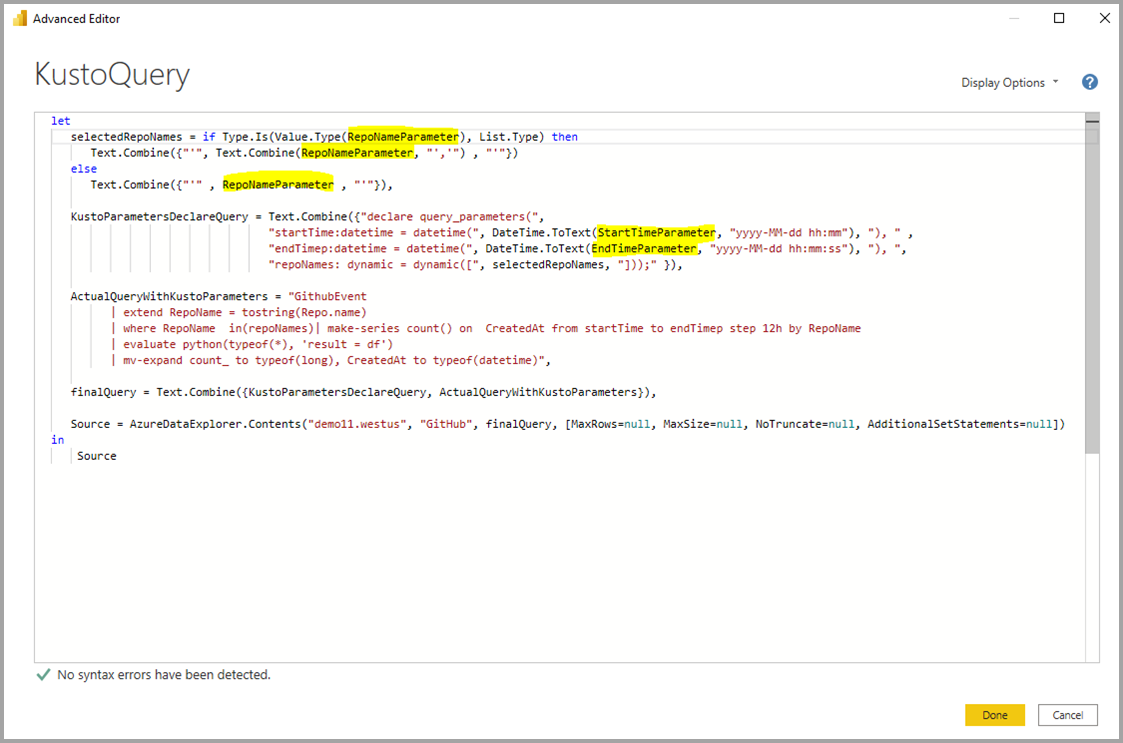 Advanced Editor
KustoQuery
Display Options
?
let
selectedRepoNames = if Type.Is(Value.Type(RepoNameParameter), List.Type) then
Text.Combine({"'", Text.Combine(RepoNameParameter, "','") , "'"})
else
Text.Combine({"'" , RepoNameParameter , "'"}),
KustoParametersDeclareQuery = Text.Combine({"declare query_parameters(",
"startTime:datetime = datetime(", DateTime.ToText(StartTimeParameter, "yyyy-MM-dd hh:mm"), "), " ,
"endTimep:datetime = datetime(", DateTime.ToText(EndTimeParameter, "yyyy-MM-dd hh:mm:ss"), "), ",
"repoNames: dynamic = dynamic([", selectedRepoNames, "]));" }),
ActualQueryWithKustoParameters = "GithubEvent
| extend RepoName = tostring(Repo.name)
| where RepoName  in(repoNames)| make-series count() on  CreatedAt from startTime to endTimep step 12h by RepoName
| evaluate python(typeof(*), 'result = df')
| mv-expand count_ to typeof(long), CreatedAt to typeof(datetime)",
finalQuery = Text.Combine({KustoParametersDeclareQuery, ActualQueryWithKustoParameters}),
Source = AzureDataExplorer.Contents("demo11.westus", "GitHub", finalQuery, [MaxRows=null, MaxSize=null, NoTruncate=null, AdditionalSetStatements=null])
in
Source
No syntax errors have been detected.
Done
Cancel